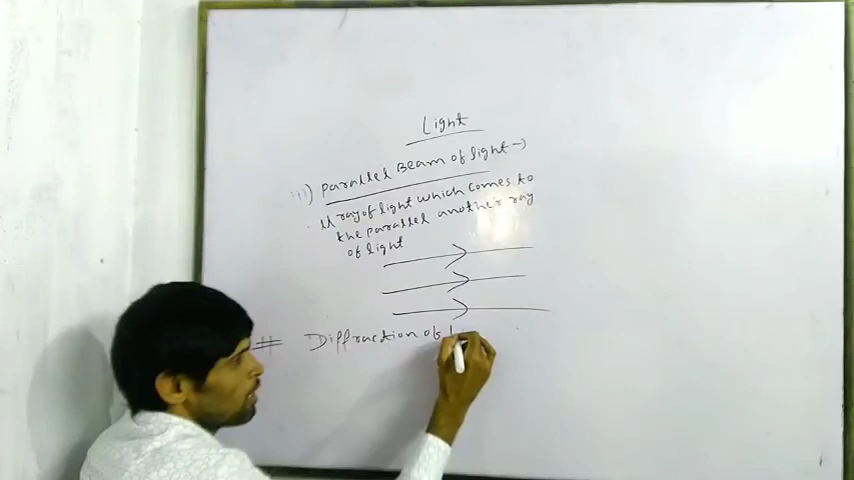 Light
iii) Parallel Beam of light →
ray of light which comes to
the parallel another ray
of light
# Diffraction of